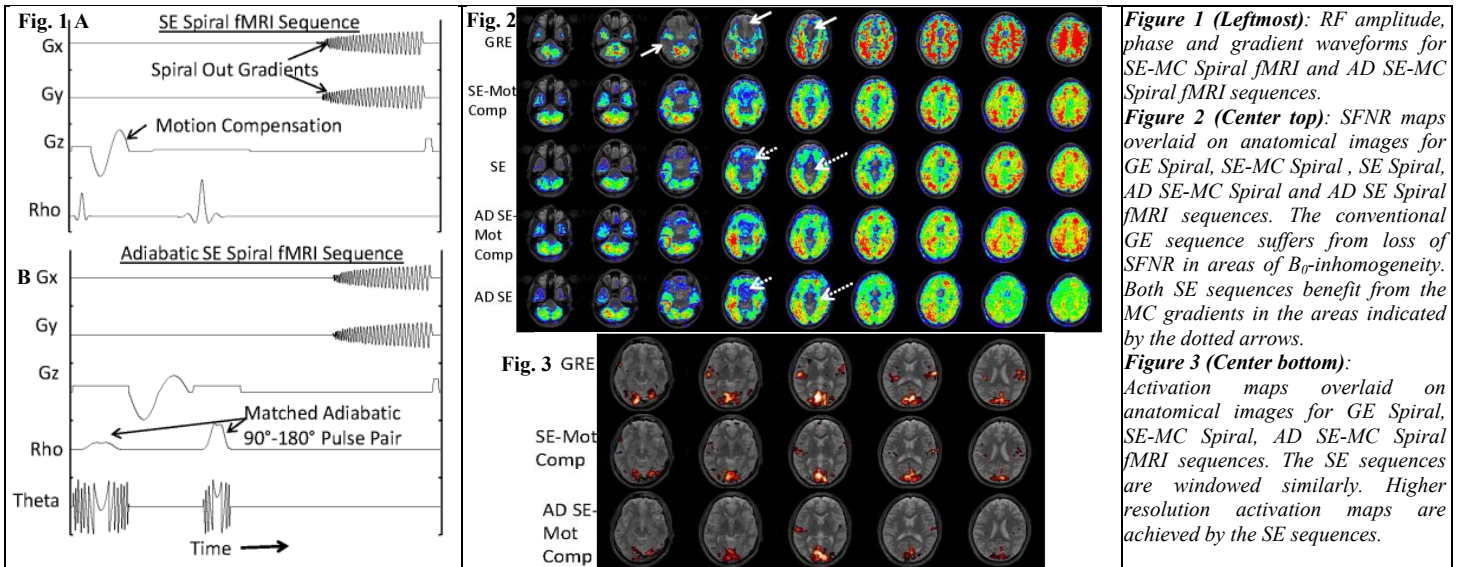 Fig. 1 A
SE Spiral fMRI Sequence
Gx
Spiral Out Gradients
Gy
Motion Compensation
Gz
Rho
Adiabatic SE Spiral fMRI Sequence
B
Gx
Gy
Gz
Matched Adiabatic
90°-180° Pulse Pair
Rho
Theta
Time
Fig. 2
GRE
SE-Mot
Comp
SE
AD SE-
Mot
Comp
AD SE
Fig. 3
GRE
SE-Mot
Comp
AD SE-
Mot
Comp
Figure 1 (Leftmost): RF amplitude,
phase and gradient waveforms for
SE-MC Spiral fMRI and AD SE-MC
Spiral fMRI sequences.
Figure 2 (Center top): SFNR maps
overlaid on anatomical images for
GE Spiral, SE-MC Spiral , SE Spiral,
AD SE-MC Spiral and AD SE Spiral
fMRI sequences. The conventional
GE sequence suffers from loss of
SFNR in areas of B0-inhomogeneity.
Both SE sequences benefit from the
MC gradients in the areas indicated
by the dotted arrows.
Figure 3 (Center bottom):
Activation maps overlaid on
anatomical images for GE Spiral,
SE-MC Spiral, AD SE-MC Spiral
fMRI sequences. The SE sequences
are windowed similarly. Higher
resolution activation maps are
achieved by the SE sequences.